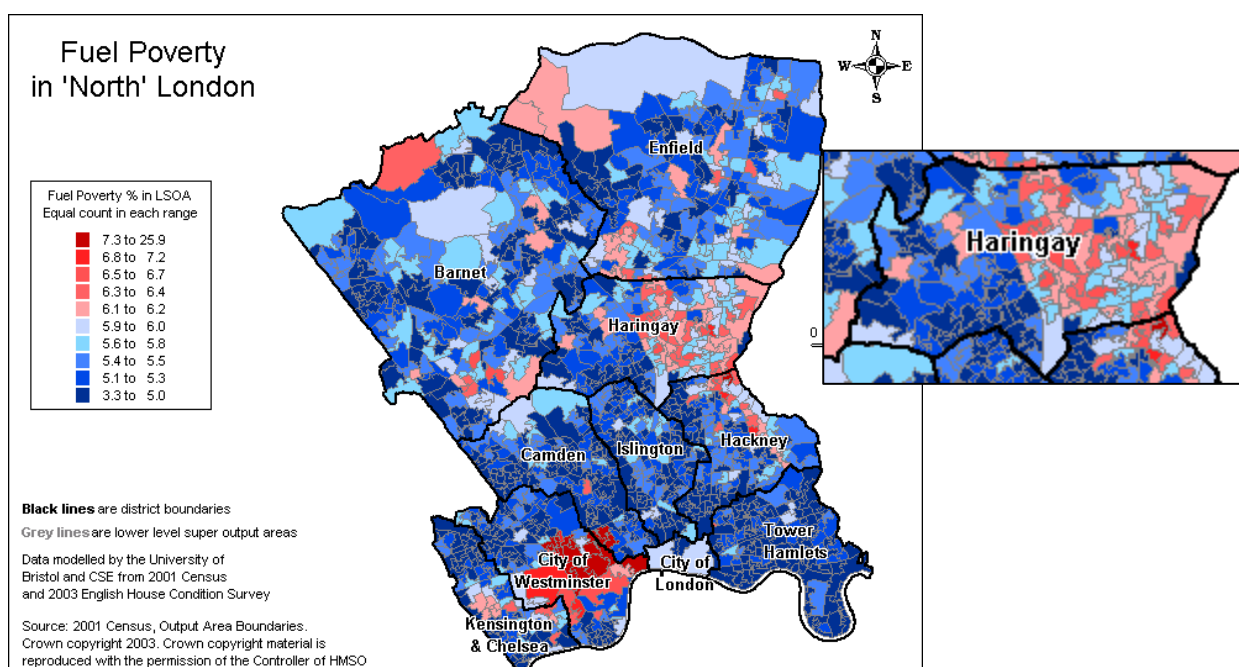 Fuel Poverty
in 'North' London
N
W E
S
Fuel Poverty % in LSOA
Equal count in each range
7.3 to 25.9
6.8 to 7.2
6.5 to 6.7
6.3 to 6.4
6.1 to 6.2
5.9 to 6.0
5.6 to 5.8
5.4 to 5.5
5.1 to 5.3
3.3 to 5.0
Enfield
Barnet
Haringay
Haringay
0
Camden
Islington
Hackney
Tower
Hamlets
City of
Westminster
City of
London
Kensington
& Chelsea
Black lines are district boundaries
Grey lines are lower level super output areas
Data modelled by the University of
Bristol and CSE from 2001 Census
and 2003 English House Condition Survey
Source: 2001 Census, Output Area Boundaries.
Crown copyright 2003. Crown copyright material is
reproduced with the permission of the Controller of HMSO